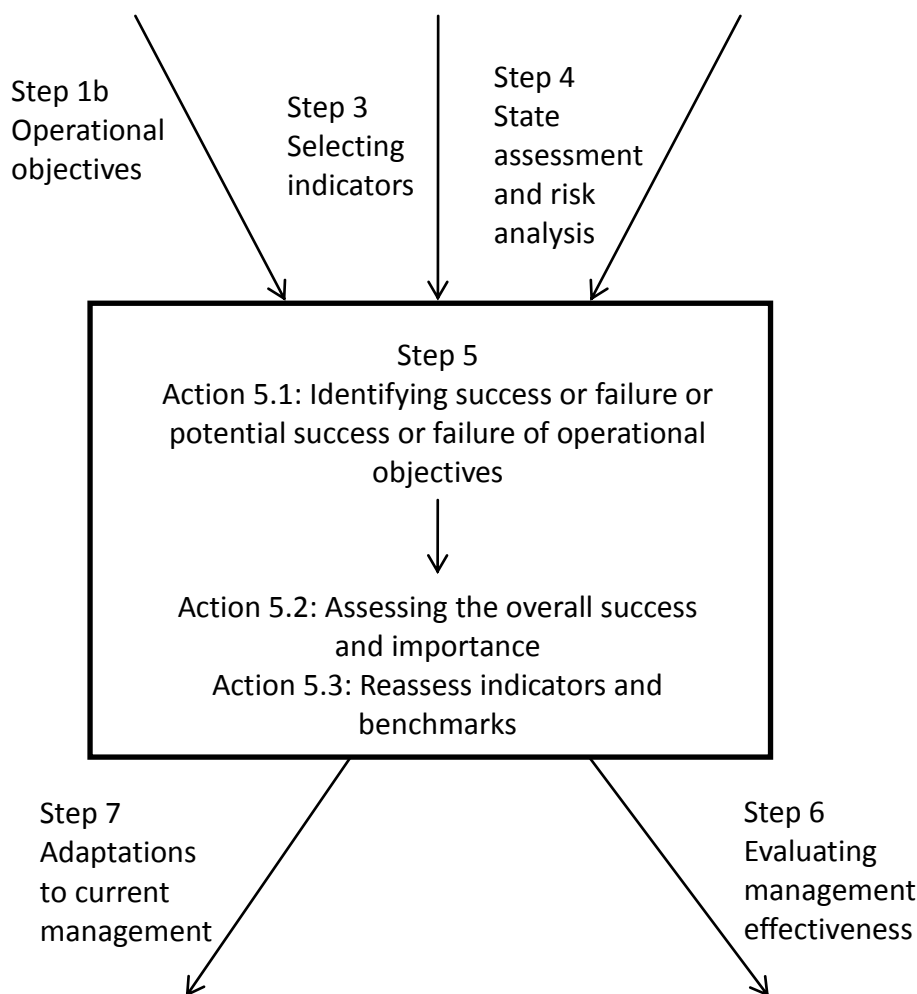 Step 1b
Operational
objectives
Step 3
Selecting
indicators
Step 4
State
assessment
and risk
analysis
Step 5
Action 5.1: Identifying success or failure or
potential success or failure of operational
objectives
Action 5.2: Assessing the overall success
and importance
Action 5.3: Reassess indicators and
benchmarks
Step 7
Adaptations
to current
management
Step 6
Evaluating
management
effectiveness